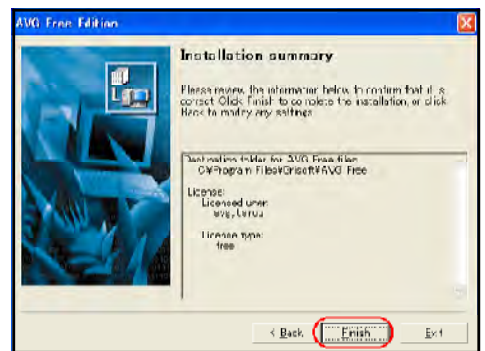 AVG Free Edition
Installation summary
Please review the information below to confirm that it is
correct. Click Finish to complete the installation, or click
Back to modify any settings
Destination folder for AVG Free files
C:¥Program Files¥Grisoft¥AVG Free
License:
Licensed user:
License type:
free
< Back
Finish
Exit